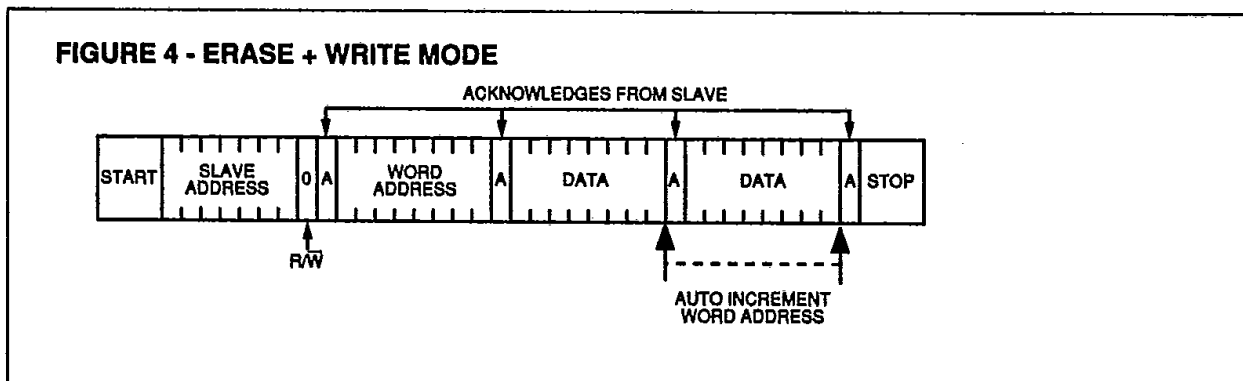 FIGURE 4 - ERASE + WRITE MODE
ACKNOWLEDGES FROM SLAVE
START
SLAVE
ADDRESS
0
A
WORD
ADDRESS
A
DATA
A
DATA
A
STOP
R/W̅
AUTO INCREMENT
WORD ADDRESS